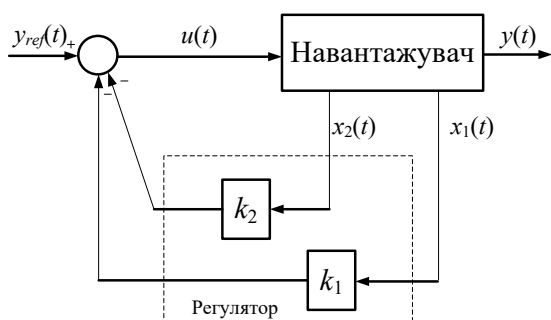 y_ref(t) + u(t) Навантажувач y(t)
− −
x₂(t) x₁(t)
k₂
k₁
Регулятор